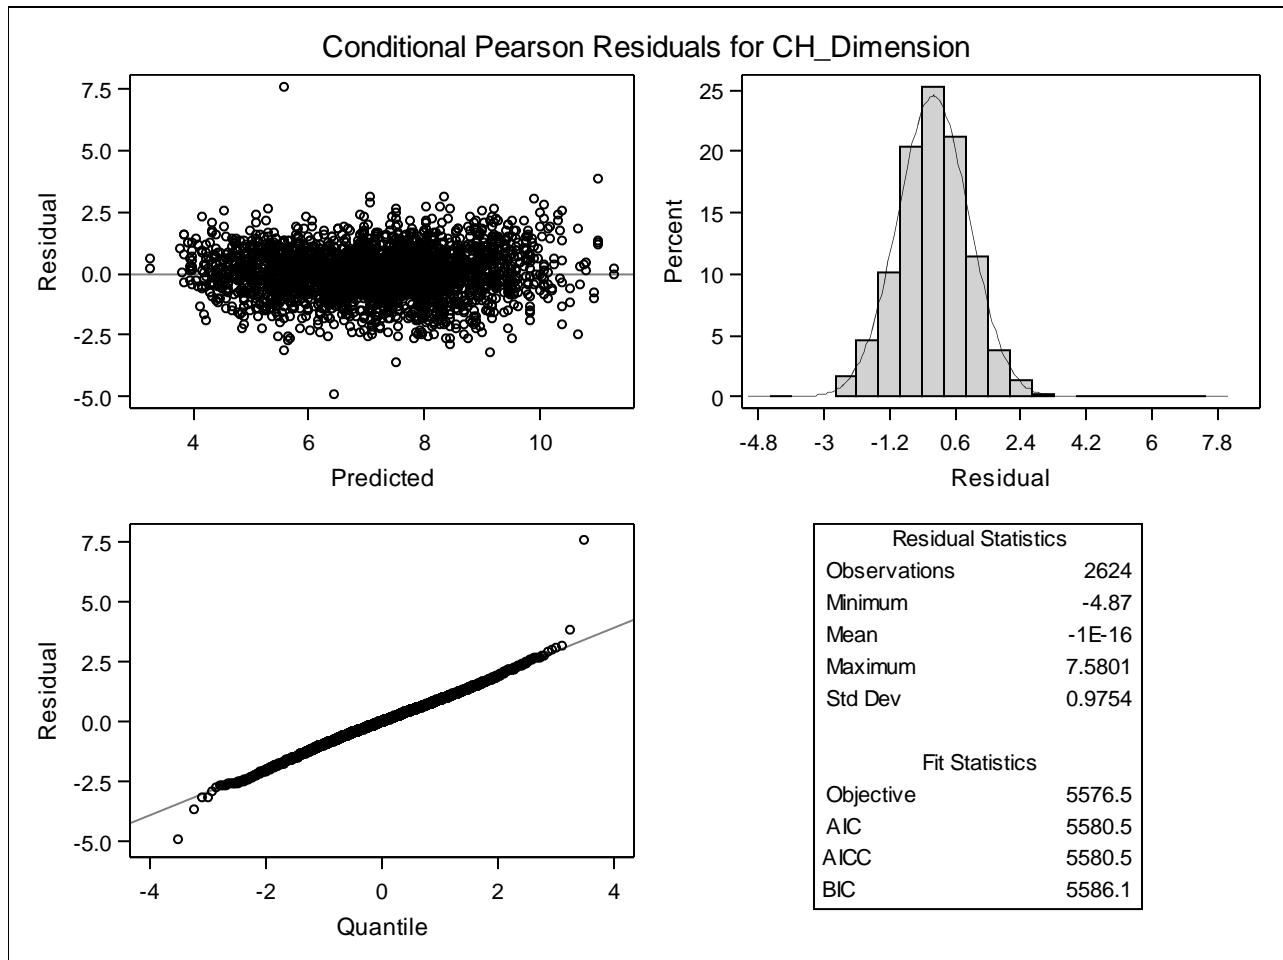 Conditional Pearson Residuals for CH_Dimension
7.5
5.0
2.5
0.0
-2.5
-5.0
Residual
4 6 8 10
Predicted
25
20
15
10
5
0
Percent
-4.8 -3 -1.2 0.6 2.4 4.2 6 7.8
Residual
7.5
5.0
2.5
0.0
-2.5
-5.0
Residual
-4 -2 0 2 4
Quantile
Residual Statistics
Observations 2624
Minimum -4.87
Mean -1E-16
Maximum 7.5801
Std Dev 0.9754
Fit Statistics
Objective 5576.5
AIC 5580.5
AICC 5580.5
BIC 5586.1